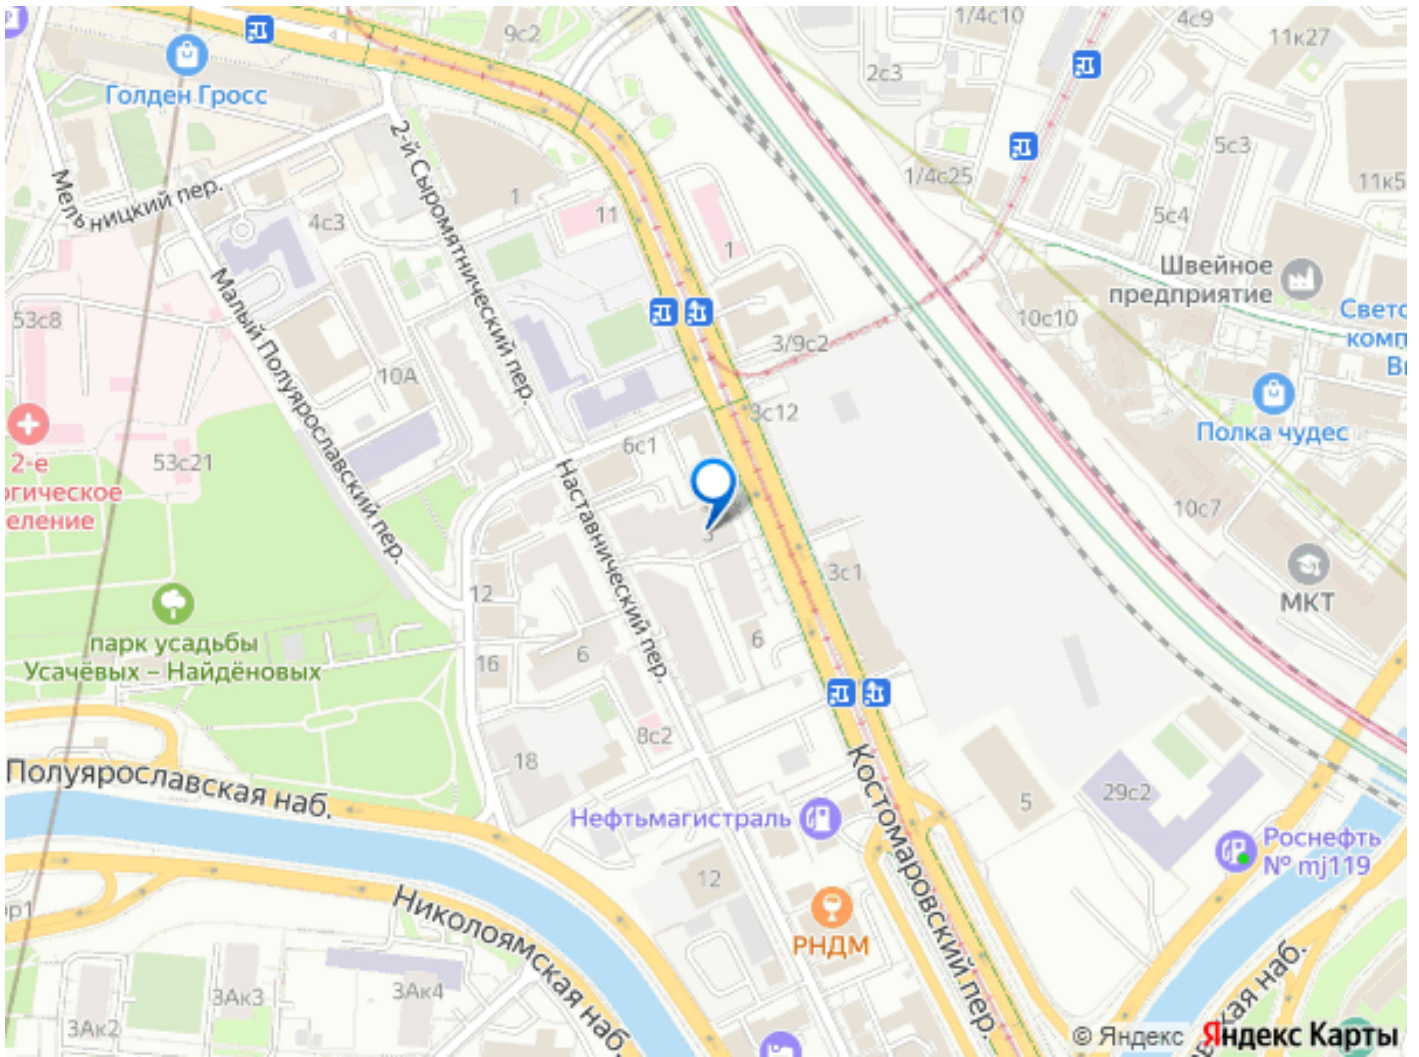 9с2
1/4с10
4с9
11к27
2с3
Голден Гросс
2-й Сыромятнический пер.
Мельницкий пер.
1/4с25
5с3
11к5
1
4с3
11
5с4
1
Швейное
предприятие
Малый Полуярославский пер.
53с8
10с10
3/9с2
10А
3с12
Полка чудес
6с1
2-е
53с21
Наставнический пер.
10с7
3
3с1
МКТ
12
парк усадьбы
Усачёвых – Найдёновых
6
6
16
8с2
18
Полуярославская наб.
Костомаровский пер.
29с2
5
Нефтьмагистраль
Роснефть
№ mj119
12
РНДМ
Николоямская наб.
3Ак3
3Ак4
3Ак2
© Яндекс Яндекс Карты